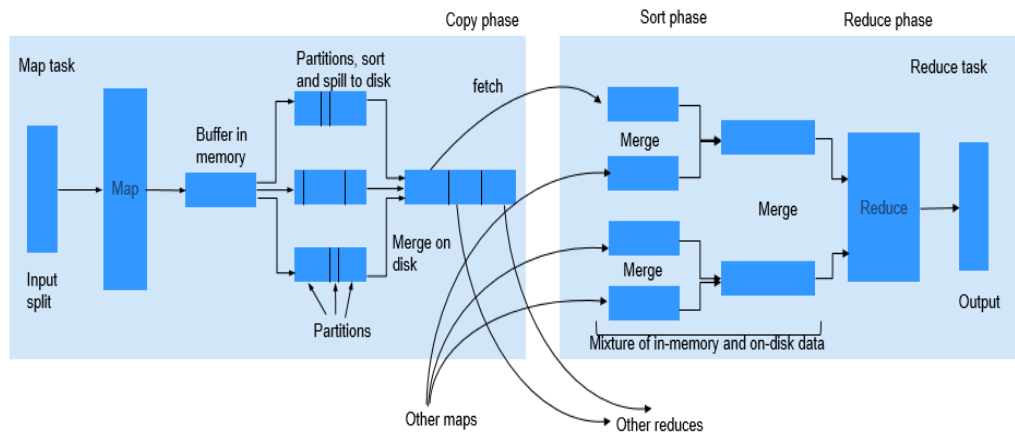 Copy phase
Sort phase
Reduce phase
Map task
Partitions, sort
and spill to disk
fetch
Reduce task
Buffer in
memory
Merge
Map
Merge
Reduce
Merge on
disk
Merge
Input
split
Partitions
Output
Mixture of in-memory and on-disk data
Other maps
Other reduces